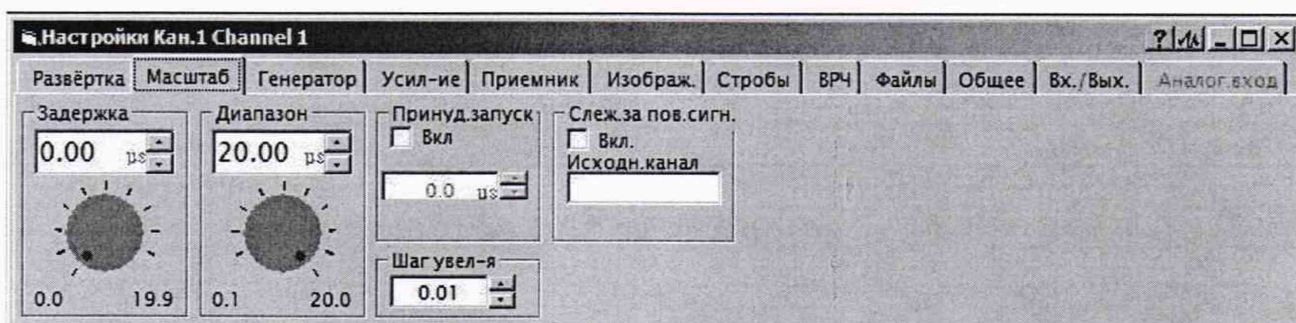 Настройки Кан.1 Channel 1
Развёртка Масштаб Генератор Усил-ие Приемник Изображ. Стробы ВРЧ Файлы Общее Вх./Вых. Аналог.вход
Задержка Диапазон Принуд.запуск Слеж.за пов.сигн.
0.00 µs 20.00 µs Вкл Вкл.
Исходн.канал
0.0 µs
Шаг увел-я
0.0 19.9 0.1 20.0 0.01